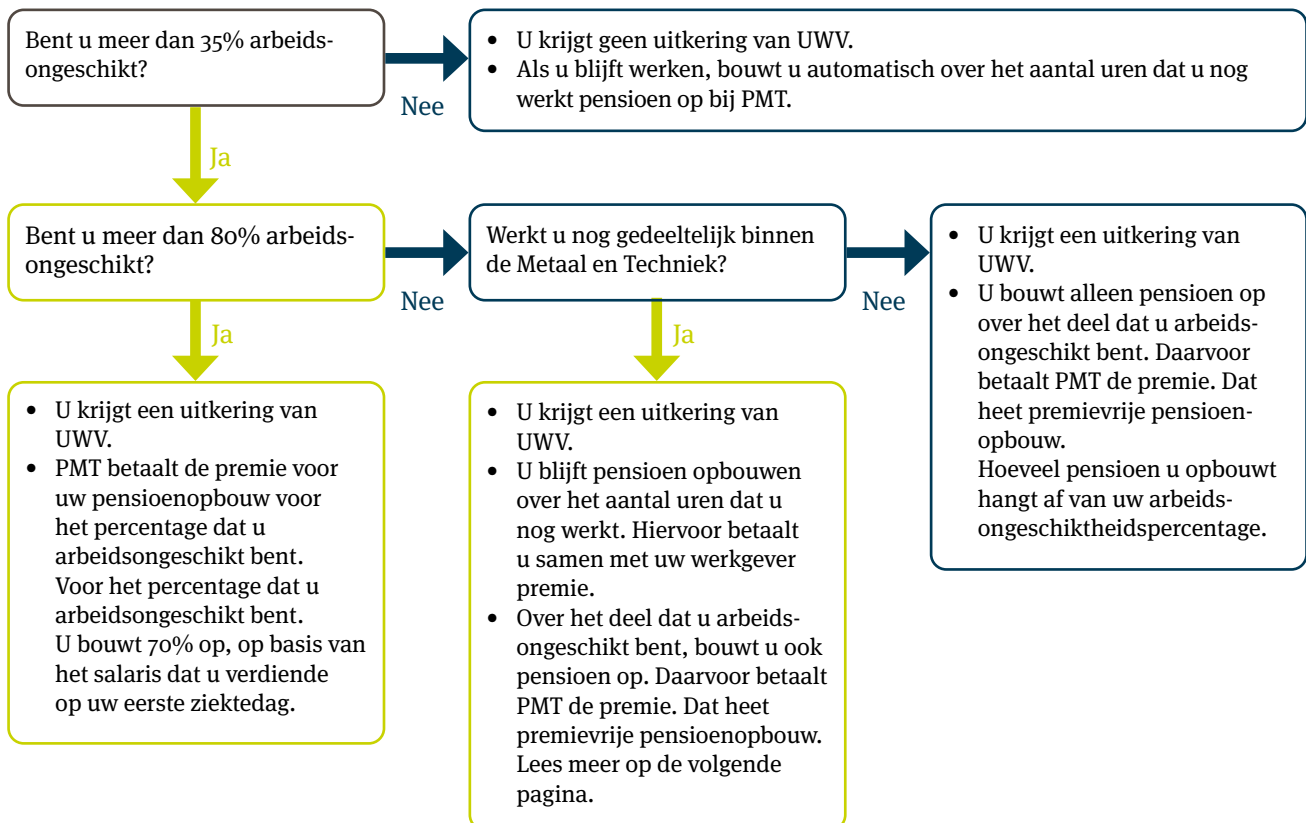 Bent u meer dan 35% arbeids-
ongeschikt?
Nee
• U krijgt geen uitkering van UWV.
• Als u blijft werken, bouwt u automatisch over het aantal uren dat u nog
werkt pensioen op bij PMT.
Ja
Bent u meer dan 80% arbeids-
ongeschikt?
Nee
Werkt u nog gedeeltelijk binnen
de Metaal en Techniek?
Nee
• U krijgt een uitkering van
UWV.
• U bouwt alleen pensioen op
over het deel dat u arbeids-
ongeschikt bent. Daarvoor
betaalt PMT de premie. Dat
heet premievrije pensioen-
opbouw.
Hoeveel pensioen u opbouwt
hangt af van uw arbeids-
ongeschiktheidspercentage.
Ja
• U krijgt een uitkering van
UWV.
• PMT betaalt de premie voor
uw pensioenopbouw voor
het percentage dat u
arbeidsongeschikt bent.
Voor het percentage dat u
arbeidsongeschikt bent.
U bouwt 70% op, op basis van
het salaris dat u verdiende
op uw eerste ziektedag.
Ja
• U krijgt een uitkering van
UWV.
• U blijft pensioen opbouwen
over het aantal uren dat u
nog werkt. Hiervoor betaalt
u samen met uw werkgever
premie.
• Over het deel dat u arbeids-
ongeschikt bent, bouwt u ook
pensioen op. Daarvoor betaalt
PMT de premie. Dat heet
premievrije pensioenopbouw.
Lees meer op de volgende
pagina.